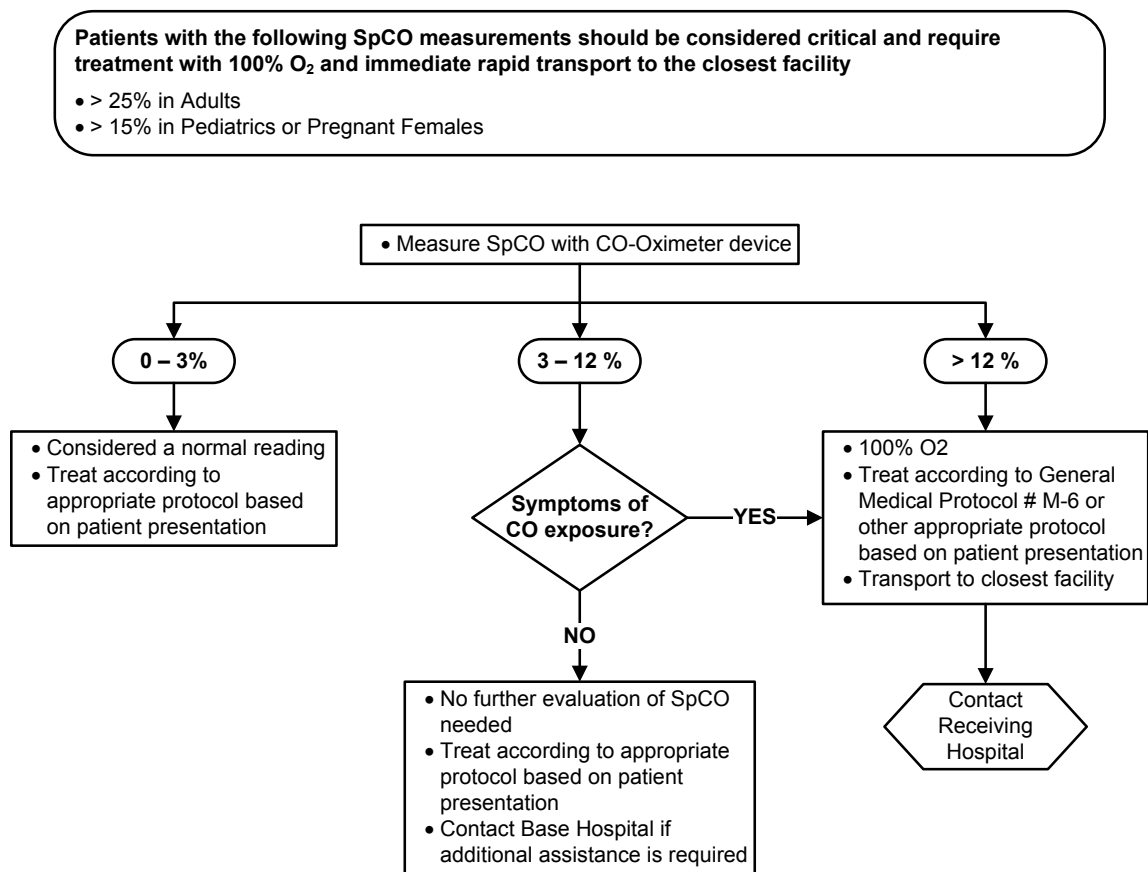 Patients with the following SpCO measurements should be considered critical and require
treatment with 100% O₂ and immediate rapid transport to the closest facility
• > 25% in Adults
• > 15% in Pediatrics or Pregnant Females
• Measure SpCO with CO-Oximeter device
0 – 3%
3 – 12 %
> 12 %
• Considered a normal reading
• Treat according to
appropriate protocol based
on patient presentation
Symptoms of
CO exposure?
YES
• 100% O2
• Treat according to General
Medical Protocol # M-6 or
other appropriate protocol
based on patient presentation
• Transport to closest facility
NO
• No further evaluation of SpCO
needed
• Treat according to appropriate
protocol based on patient
presentation
• Contact Base Hospital if
additional assistance is required
Contact
Receiving
Hospital